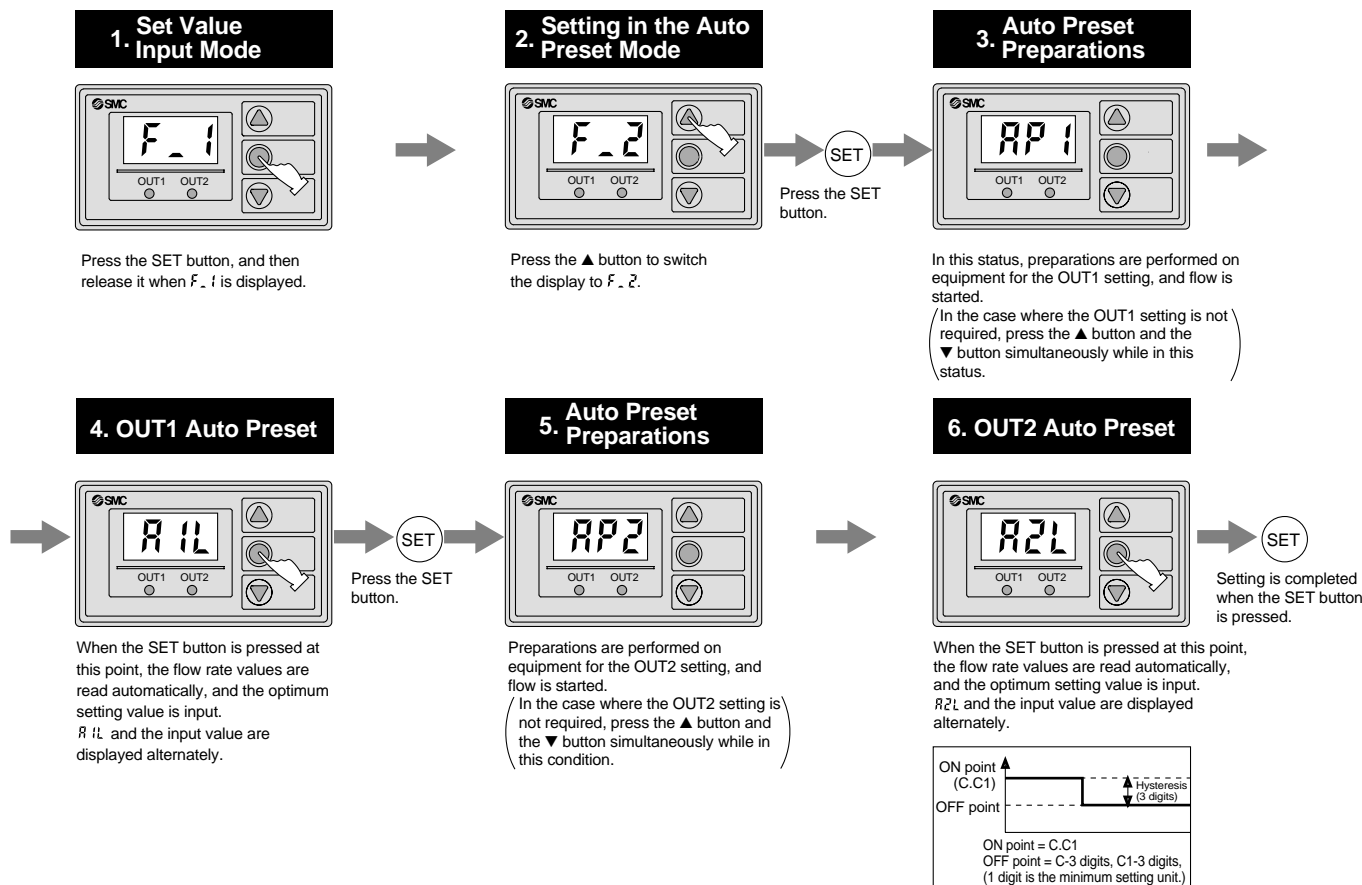 1. Set Value
Input Mode
SMC
F_1
OUT1 OUT2
Press the SET button, and then
release it when F_1 is displayed.
2. Setting in the Auto
Preset Mode
SMC
F_2
OUT1 OUT2
Press the ▲ button to switch
the display to F_2.
SET
Press the SET
button.
3. Auto Preset
Preparations
SMC
AP1
OUT1 OUT2
In this status, preparations are performed on
equipment for the OUT1 setting, and flow is
started.
(In the case where the OUT1 setting is not
required, press the ▲ button and the
▼ button simultaneously while in this
status.)
4. OUT1 Auto Preset
SMC
A1L
OUT1 OUT2
When the SET button is pressed at
this point, the flow rate values are
read automatically, and the optimum
setting value is input.
A1L and the input value are
displayed alternately.
SET
Press the SET
button.
5. Auto Preset
Preparations
SMC
AP2
OUT1 OUT2
Preparations are performed on
equipment for the OUT2 setting, and
flow is started.
(In the case where the OUT2 setting is
not required, press the ▲ button and
the ▼ button simultaneously while in
this condition.)
6. OUT2 Auto Preset
SMC
A2L
OUT1 OUT2
When the SET button is pressed at this point,
the flow rate values are read automatically,
and the optimum setting value is input.
A2L and the input value are displayed
alternately.
SET
Setting is completed
when the SET button
is pressed.
ON point
(C.C1)
OFF point
Hysteresis
(3 digits)
ON point = C.C1
OFF point = C-3 digits, C1-3 digits,
(1 digit is the minimum setting unit.)